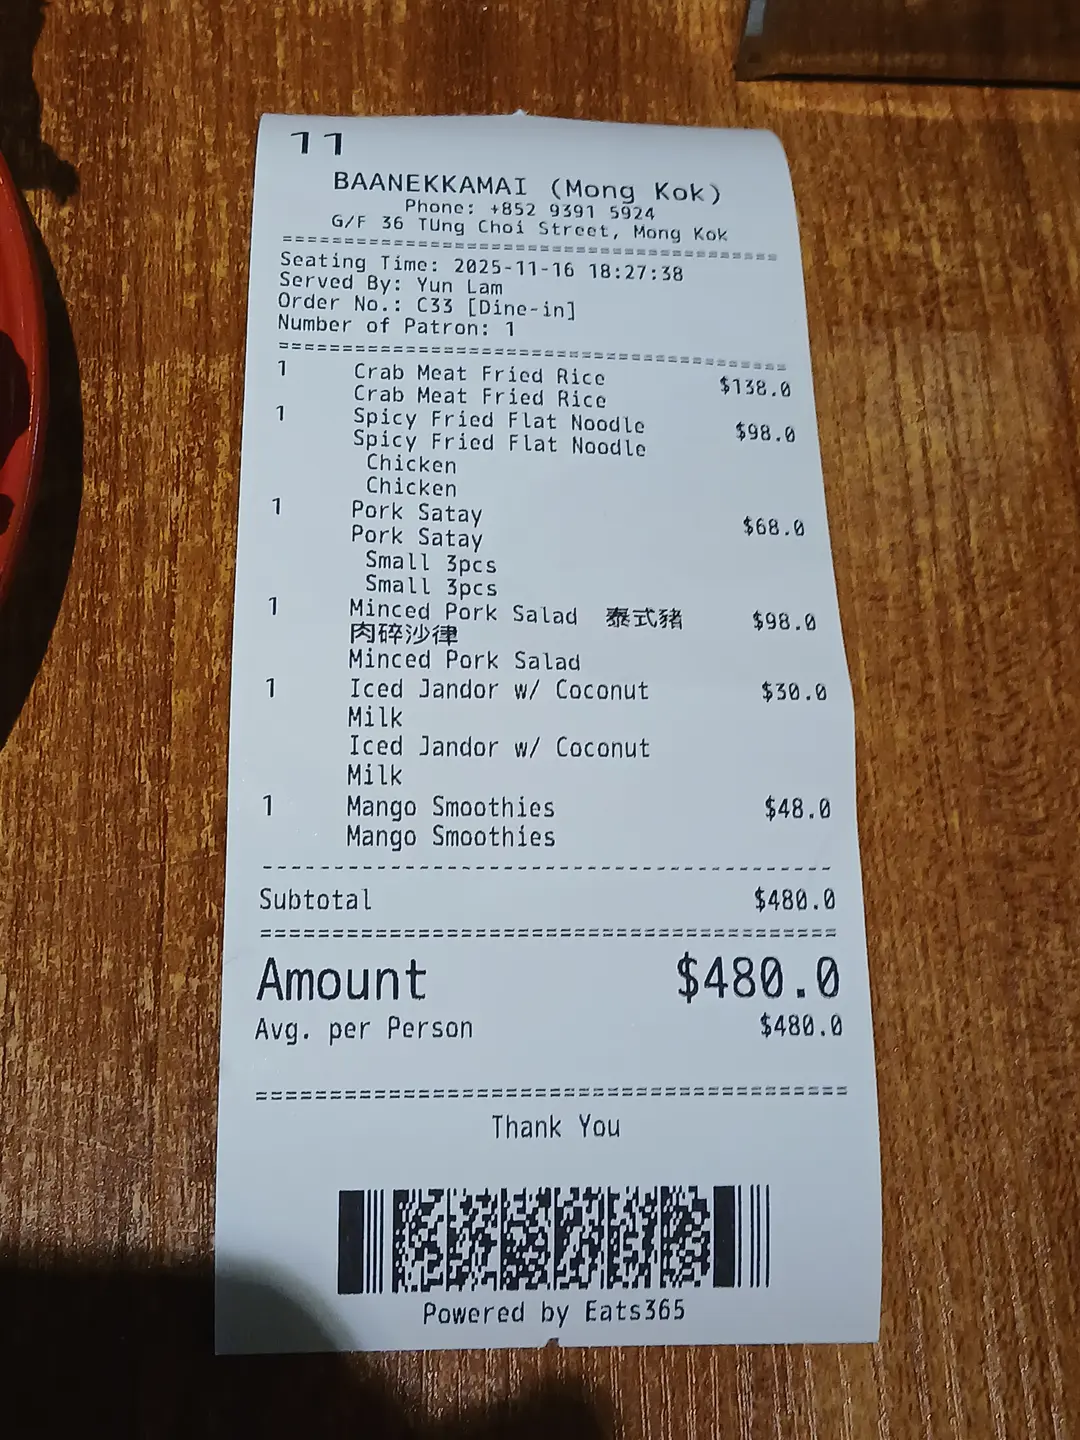 11
BAANEKKAMAI (Mong Kok)
Phone: +852 9391 5924
G/F 36 TUng Choi Street, Mong Kok
=============================================
Seating Time: 2025-11-16 18:27:38
Served By: Yun Lam
Order No.: C33 [Dine-in]
Number of Patron: 1
=============================================
1 Crab Meat Fried Rice $138.0
Crab Meat Fried Rice
1 Spicy Fried Flat Noodle $98.0
Spicy Fried Flat Noodle
Chicken
Chicken
1 Pork Satay $68.0
Pork Satay
Small 3pcs
Small 3pcs
1 Minced Pork Salad 泰式豬 $98.0
肉碎沙律
Minced Pork Salad
1 Iced Jandor w/ Coconut $30.0
Milk
Iced Jandor w/ Coconut
Milk
1 Mango Smoothies $48.0
Mango Smoothies
---------------------------------------------
Subtotal $480.0
=============================================
Amount $480.0
Avg. per Person $480.0
=============================================
Thank You
Powered by Eats365